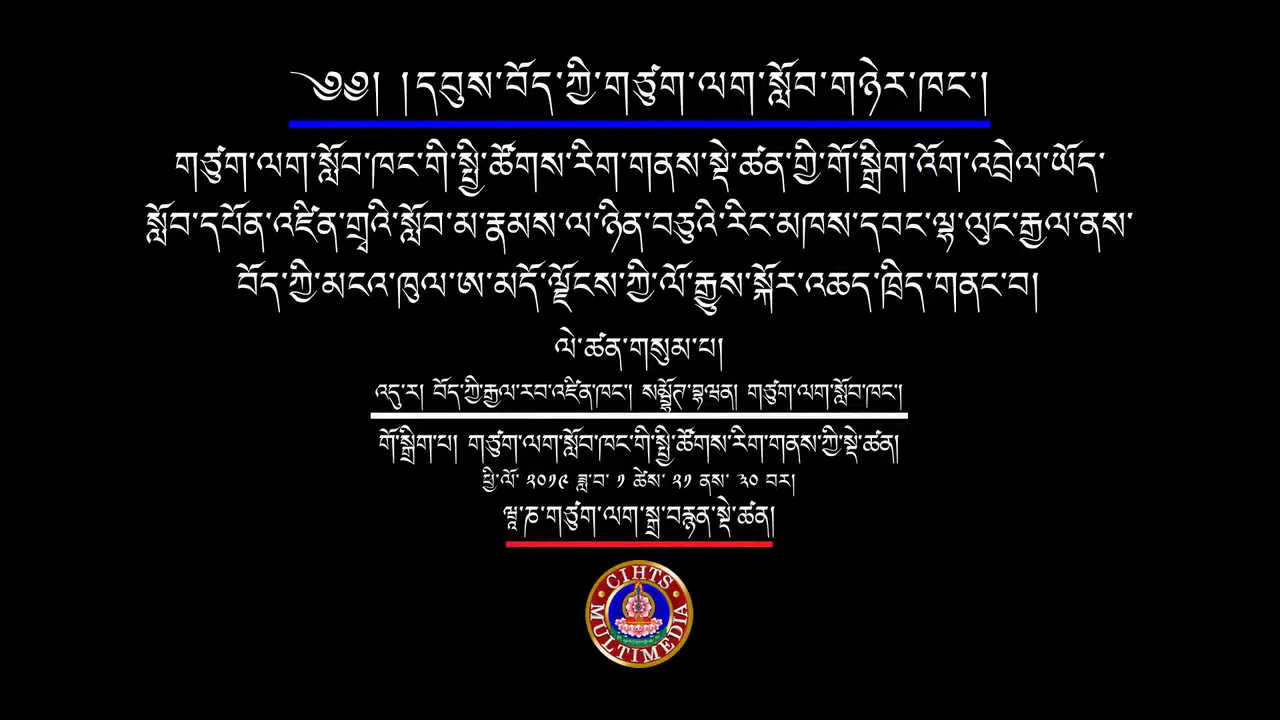 ༄༅། །དབུས་བོད་ཀྱི་གཙུག་ལག་སློབ་གཉེར་ཁང་།
གཙུག་ལག་སློབ་ཁང་གི་སྤྱི་ཚོགས་རིག་གནས་སྡེ་ཚན་གྱི་གོ་སྒྲིག་འོག་འབྲེལ་ཡོད་
སློབ་དཔོན་འཛིན་གྲྭའི་སློབ་མ་རྣམས་ལ་ཉིན་བཅུའི་རིང་མཁས་དབང་ལྷ་ལུང་རྒྱལ་ནས་
བོད་ཀྱི་མངའ་ཁུལ་ཨ་མདོ་ལྗོངས་ཀྱི་ལོ་རྒྱུས་སྐོར་འཆད་ཁྲིད་གནང་བ།
ལེ་ཚན་གསུམ་པ།
འདུ་ར། བོད་ཀྱི་རྒྱལ་རབ་འཛིན་ཁང་། གཙུག་ལག་སློབ་ཁང་།
གོ་སྒྲིག་པ། གཙུག་ལག་སློབ་ཁང་གི་སྤྱི་ཚོགས་རིག་གནས་ཀྱི་སྡེ་ཚན།
ཕྱི་ལོ་ ༢༠༡༩ ཟླ་བ་ ༡ ཚེས་ ༢༡ ནས་ ༣༠ བར།
ཝཱ་ཎ་གཙུག་ལག་སྒྲ་བརྙན་སྡེ་ཚན།
CIHTS
MULTIMEDIA